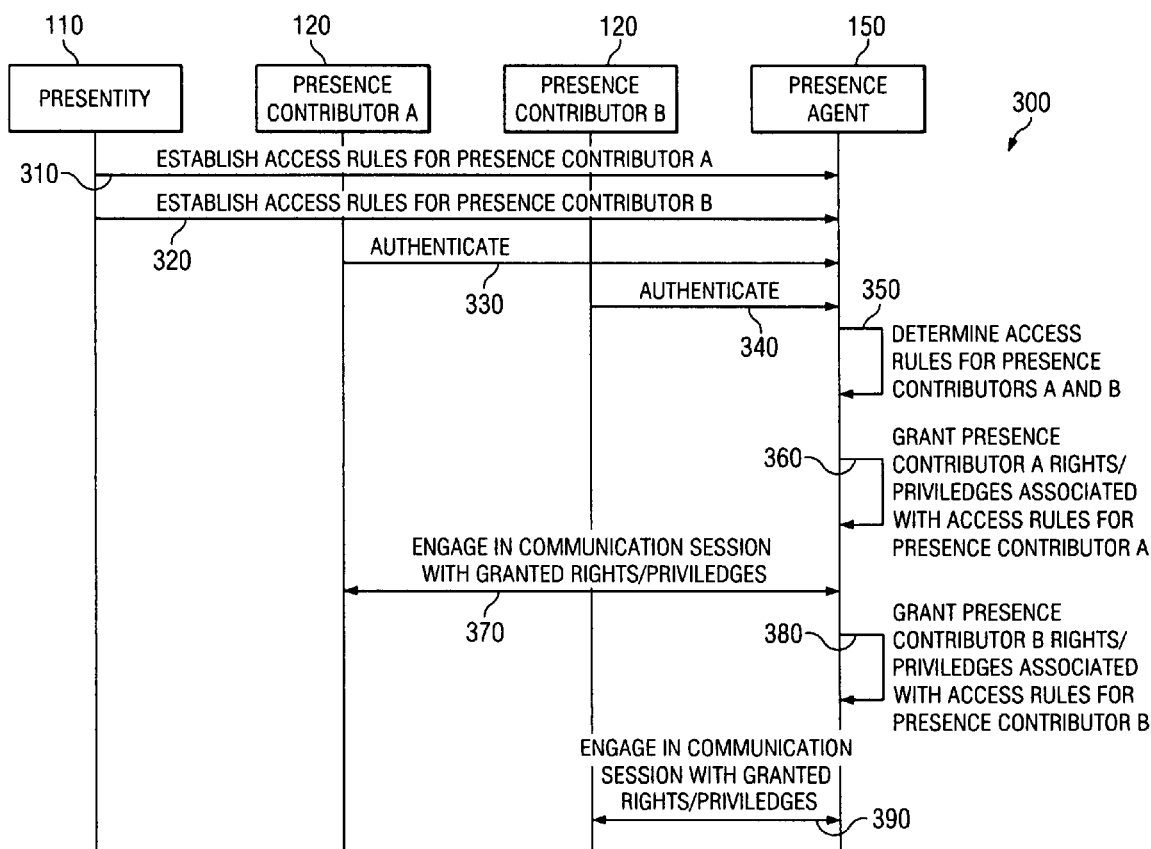 110
120
120
150
PRESENTITY
PRESENCE
CONTRIBUTOR A
PRESENCE
CONTRIBUTOR B
PRESENCE
AGENT
300
ESTABLISH ACCESS RULES FOR PRESENCE CONTRIBUTOR A
310
ESTABLISH ACCESS RULES FOR PRESENCE CONTRIBUTOR B
320
AUTHENTICATE
330
AUTHENTICATE
340
350
DETERMINE ACCESS
RULES FOR PRESENCE
CONTRIBUTORS A AND B
360
GRANT PRESENCE
CONTRIBUTOR A RIGHTS/
PRIVILEDGES ASSOCIATED
WITH ACCESS RULES FOR
PRESENCE CONTRIBUTOR A
ENGAGE IN COMMUNICATION SESSION
WITH GRANTED RIGHTS/PRIVILEDGES
370
380
GRANT PRESENCE
CONTRIBUTOR B RIGHTS/
PRIVILEDGES ASSOCIATED
WITH ACCESS RULES FOR
PRESENCE CONTRIBUTOR B
ENGAGE IN COMMUNICATION
SESSION WITH GRANTED
RIGHTS/PRIVILEDGES
390